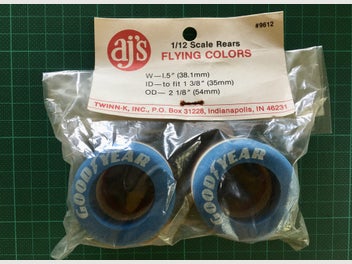 #9612
aj's
1/12 Scale Rears
FLYING COLORS
W—1.5" (38.1mm)
ID—to fit 1 3/8" (35mm)
OD— 2 1/8" (54mm)
TWINN-K, INC., P.O. Box 31228, Indianapolis, IN 46231
GOODYEAR
GOODYEAR